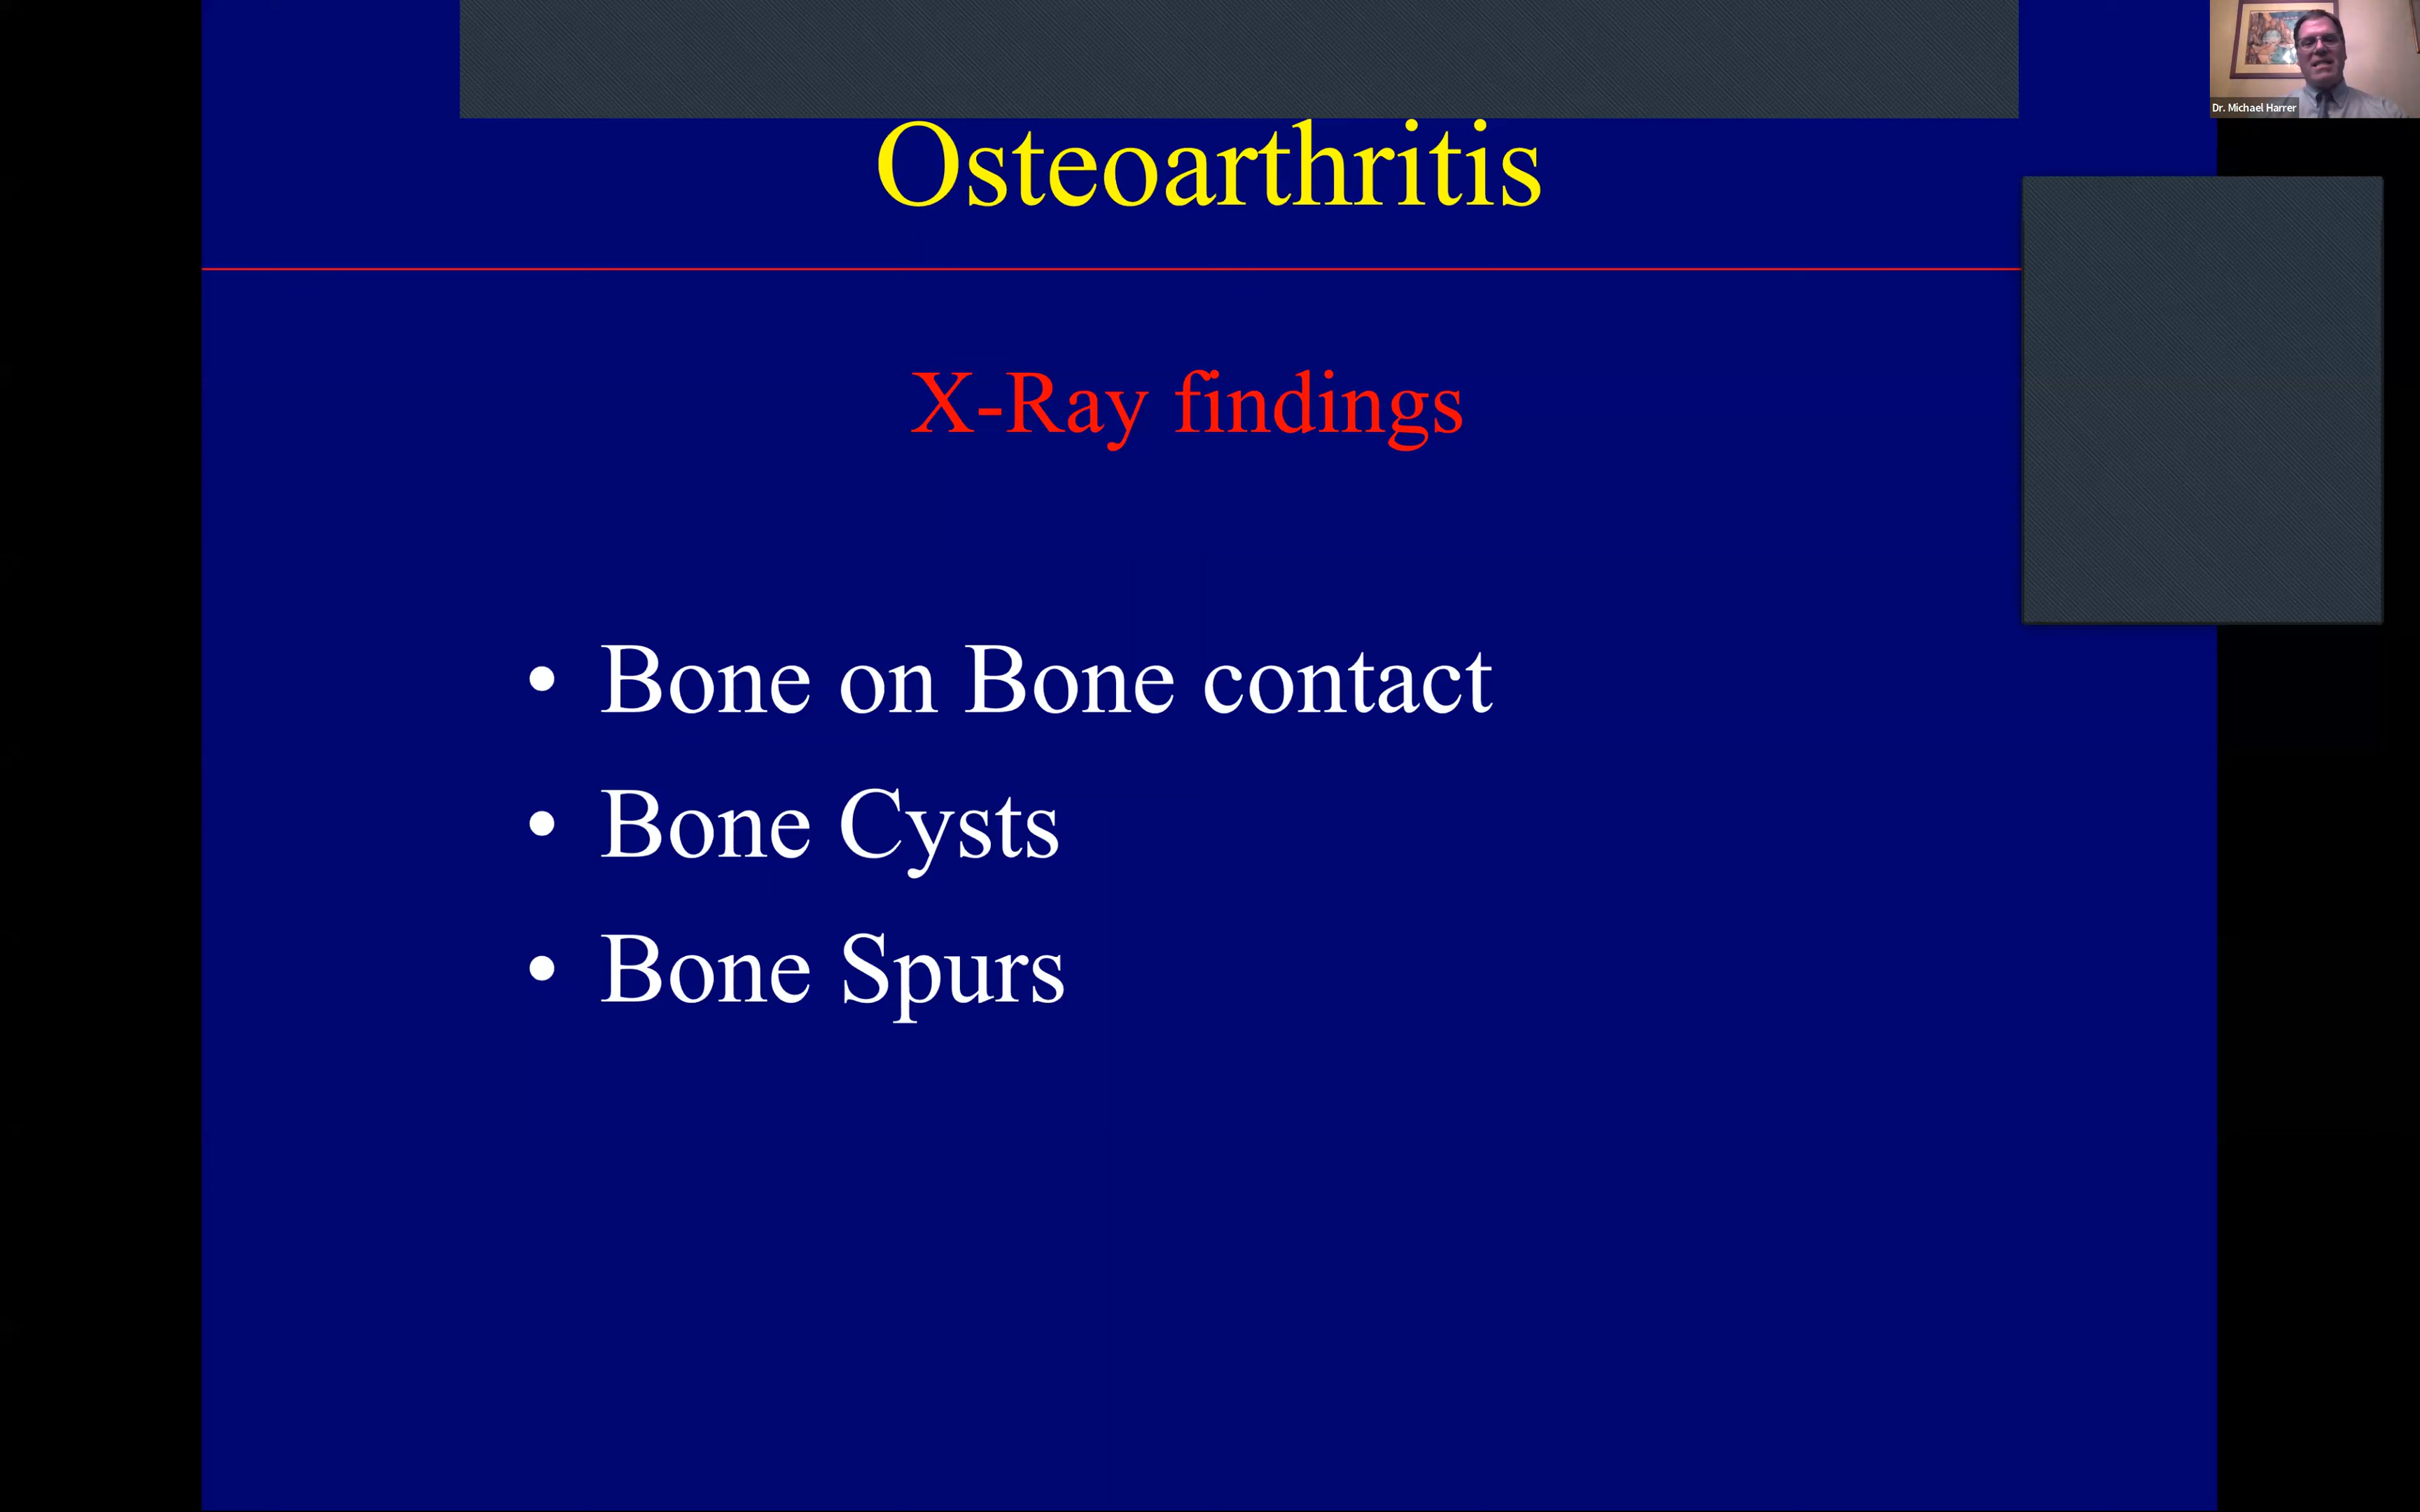 Dr. Michael Harrer
Osteoarthritis
X-Ray findings
• Bone on Bone contact
• Bone Cysts
• Bone Spurs